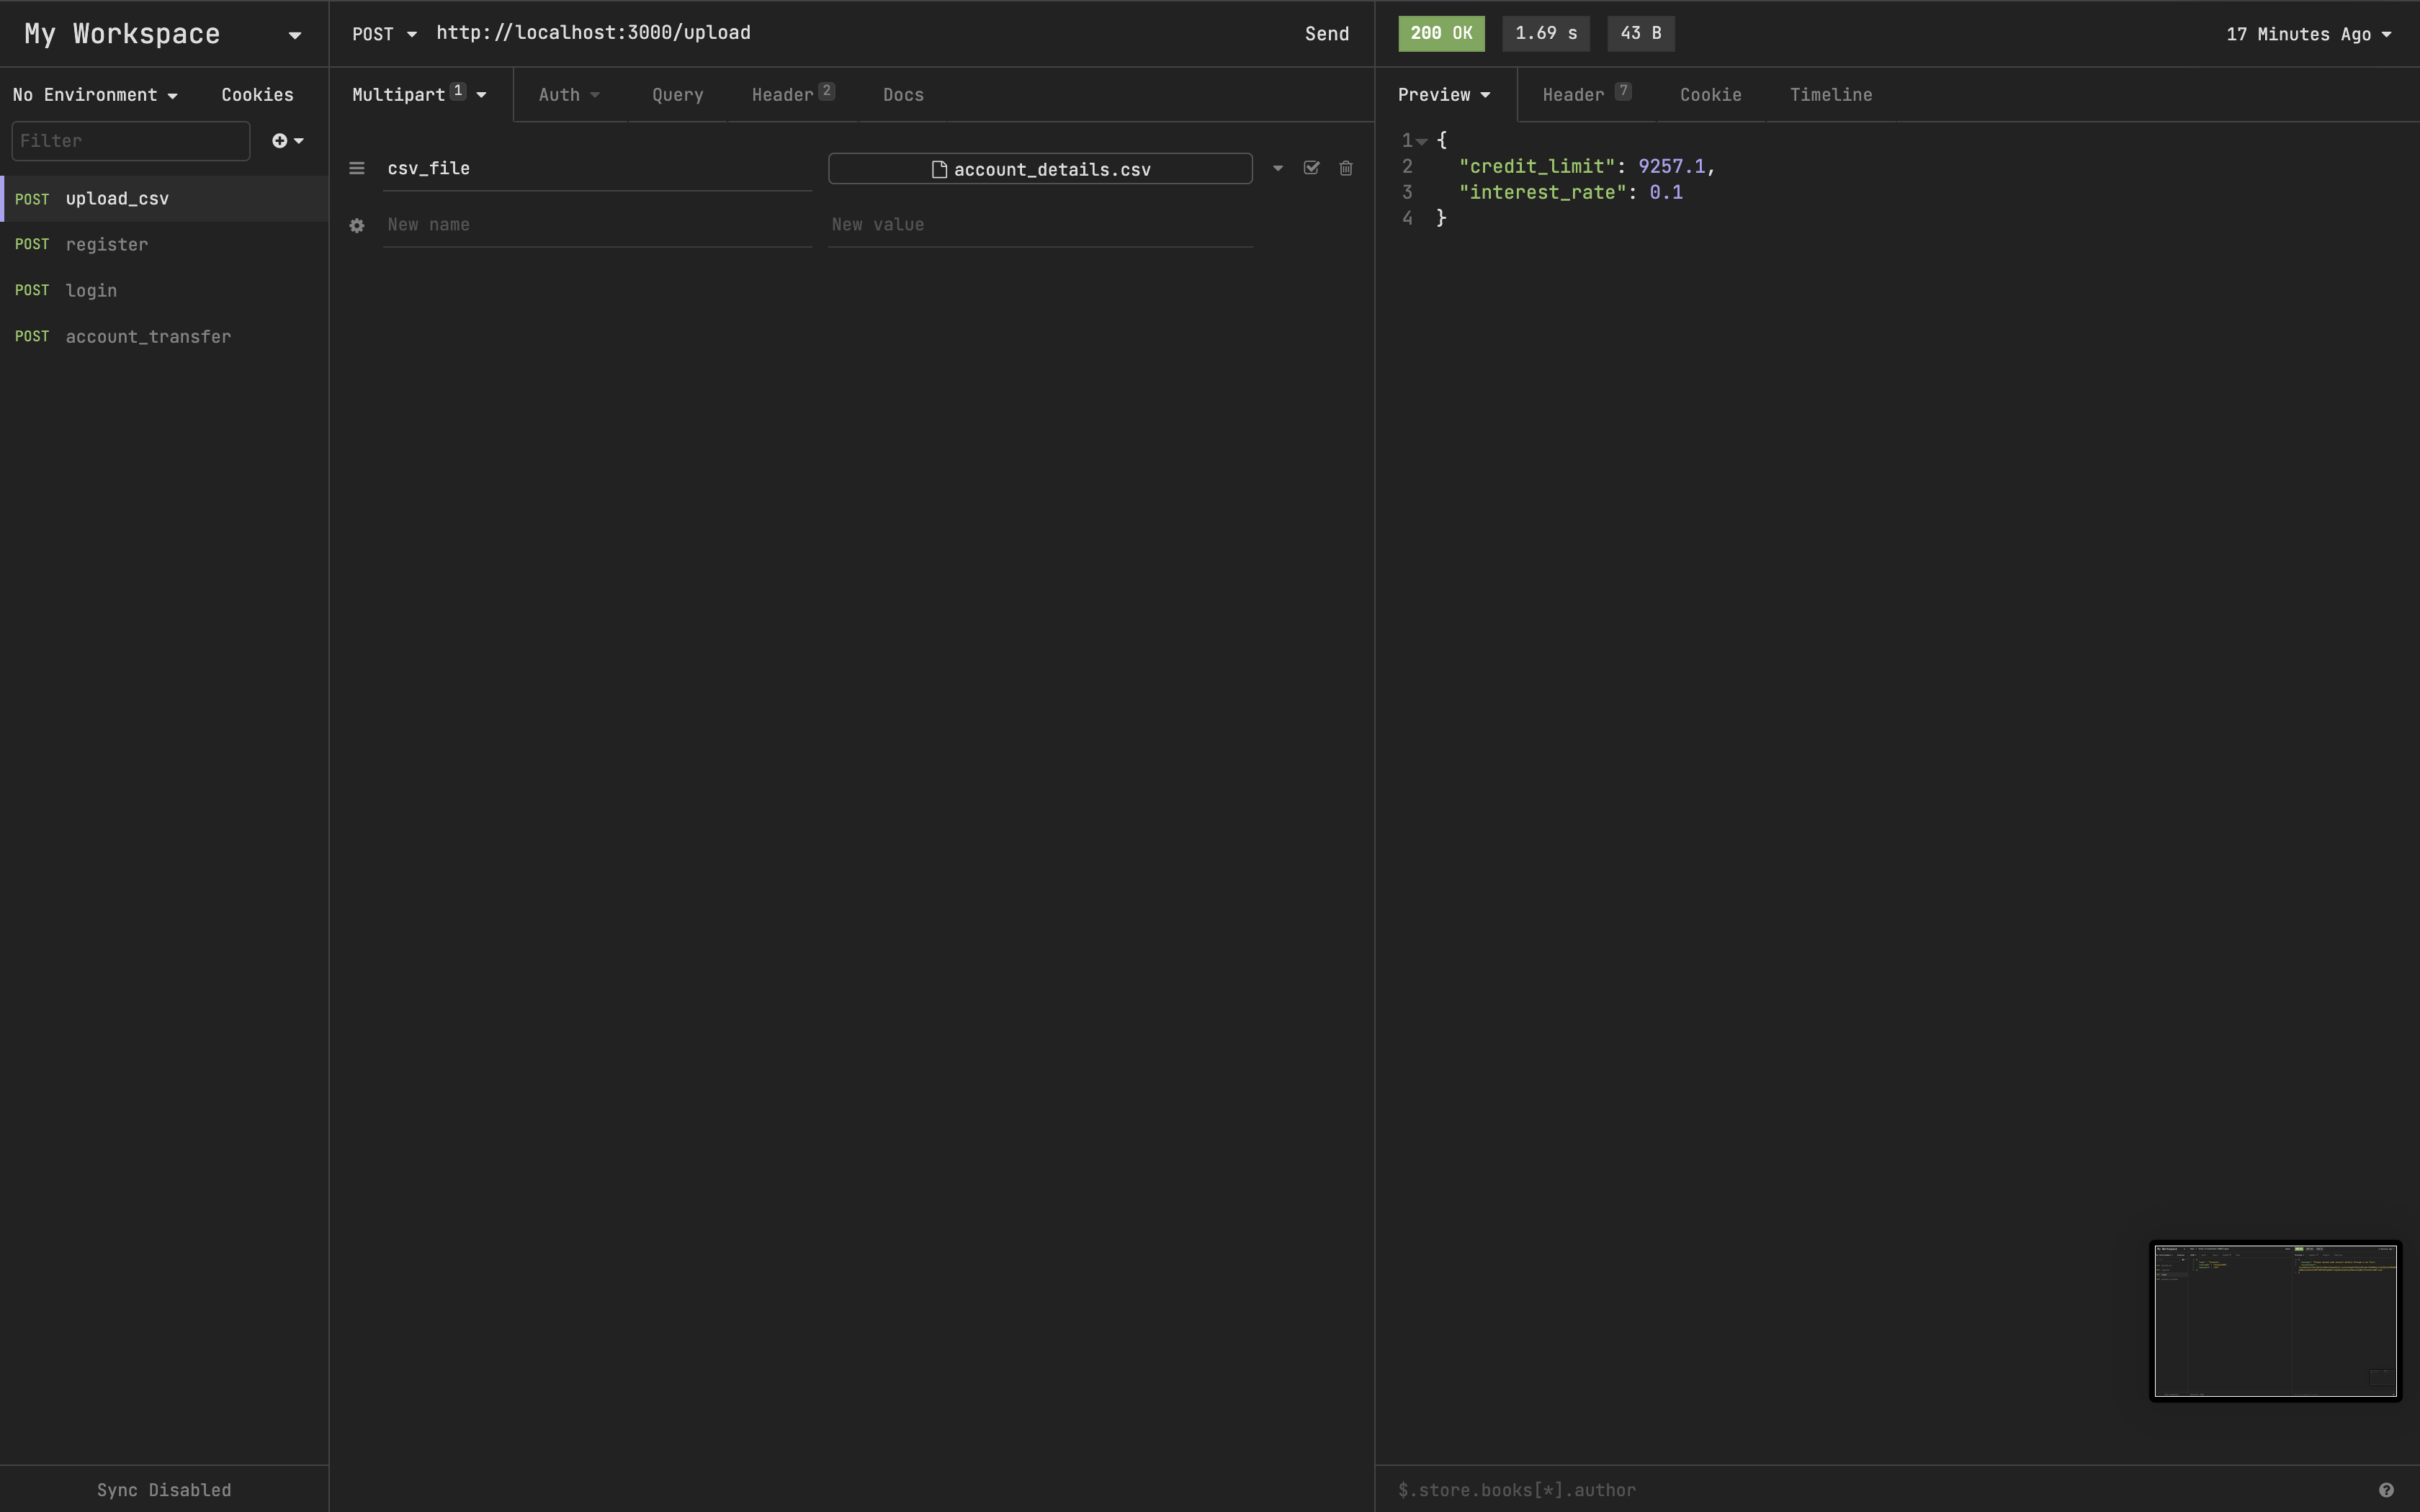 My Workspace
POST http://localhost:3000/upload Send
200 OK 1.69 s 43 B 17 Minutes Ago
No Environment Cookies
Multipart 1 Auth Query Header 2 Docs
Preview Header 7 Cookie Timeline
Filter
POST upload_csv
POST register
POST login
POST account_transfer
csv_file account_details.csv
New name New value
1 {
2 "credit_limit": 9257.1,
3 "interest_rate": 0.1
4 }
Sync Disabled
$.store.books[*].author